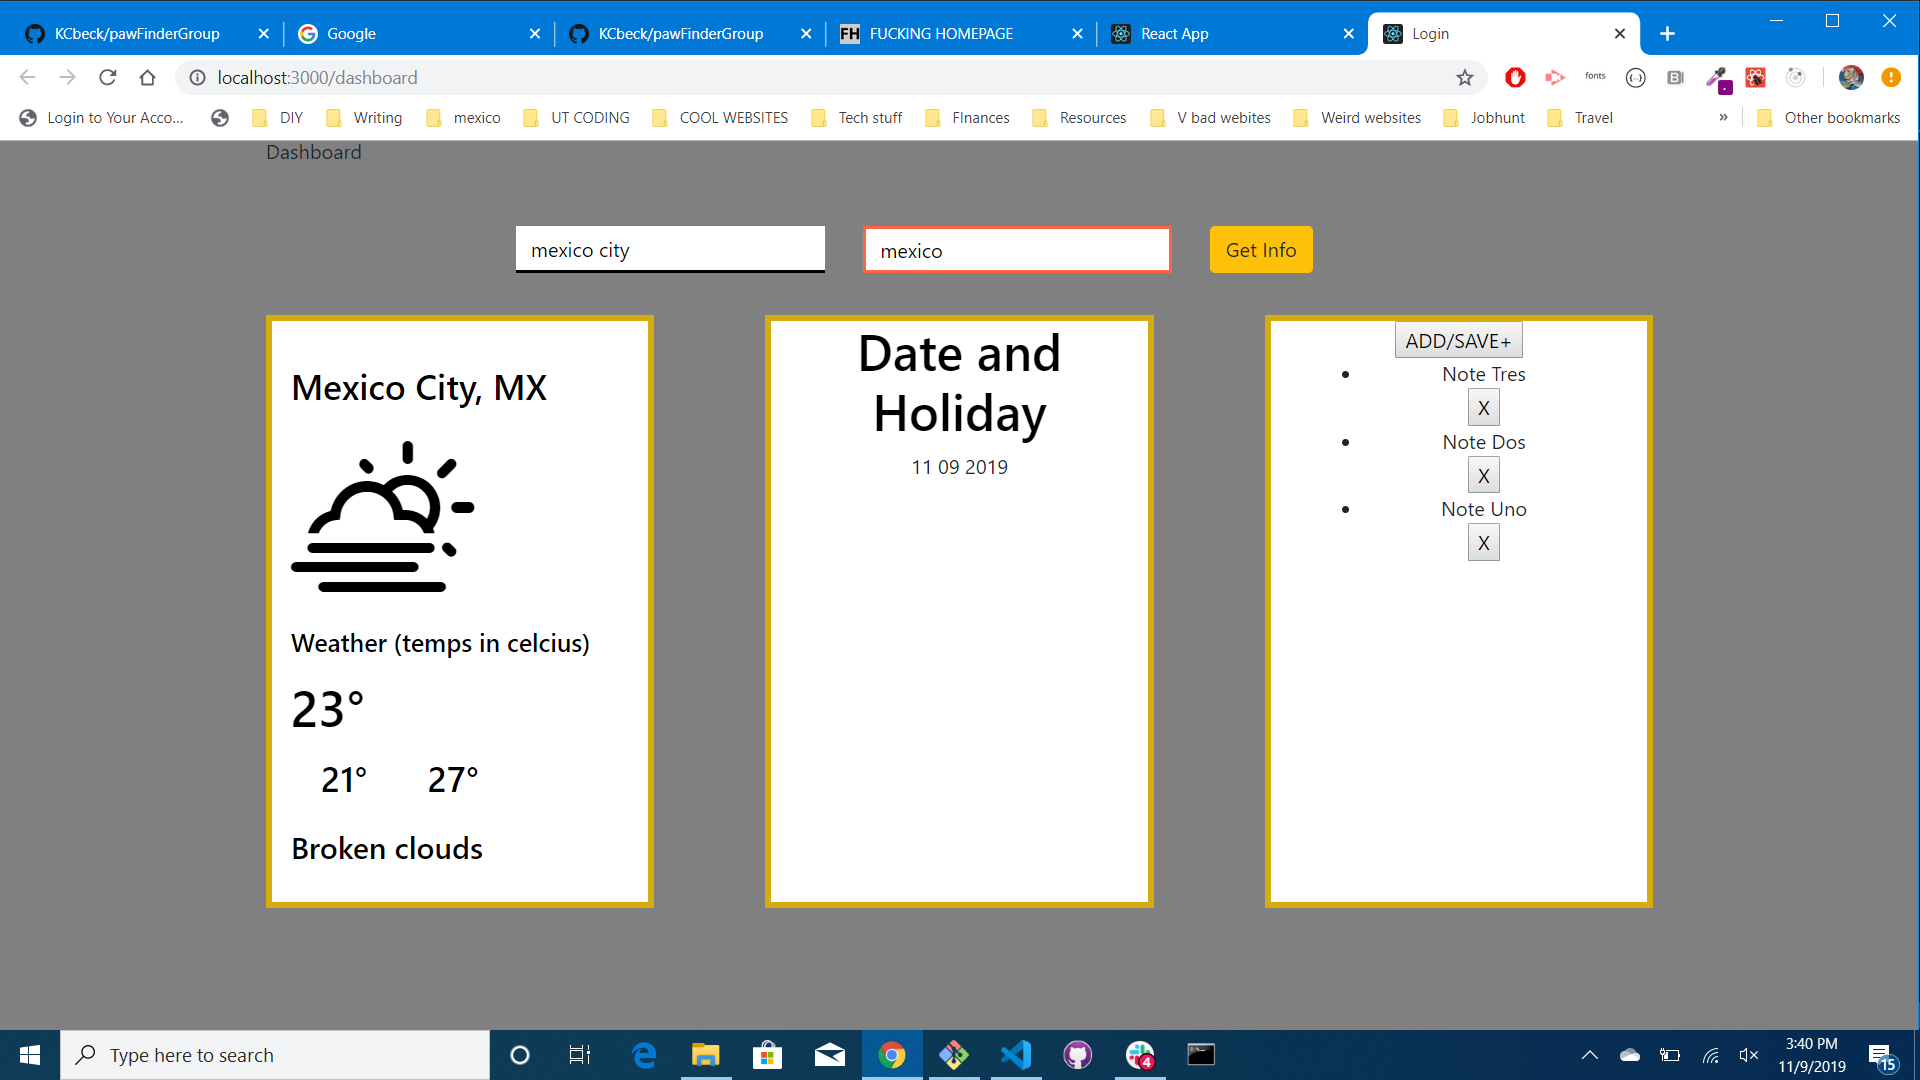 KCbeck/pawFinderGroup
Google
KCbeck/pawFinderGroup
FH FUCKING HOMEPAGE
React App
Login
localhost:3000/dashboard
fonts
Login to Your Acco...
DIY
Writing
mexico
UT CODING
COOL WEBSITES
Tech stuff
FInances
Resources
V bad webites
Weird websites
Jobhunt
Travel
»
Other bookmarks
Dashboard
mexico city
mexico
Get Info
Mexico City, MX
Weather (temps in celcius)
23°
21° 27°
Broken clouds
Date and
Holiday
11 09 2019
ADD/SAVE+
Note Tres
X
Note Dos
X
Note Uno
X
Type here to search
4
3:40 PM
11/9/2019
15